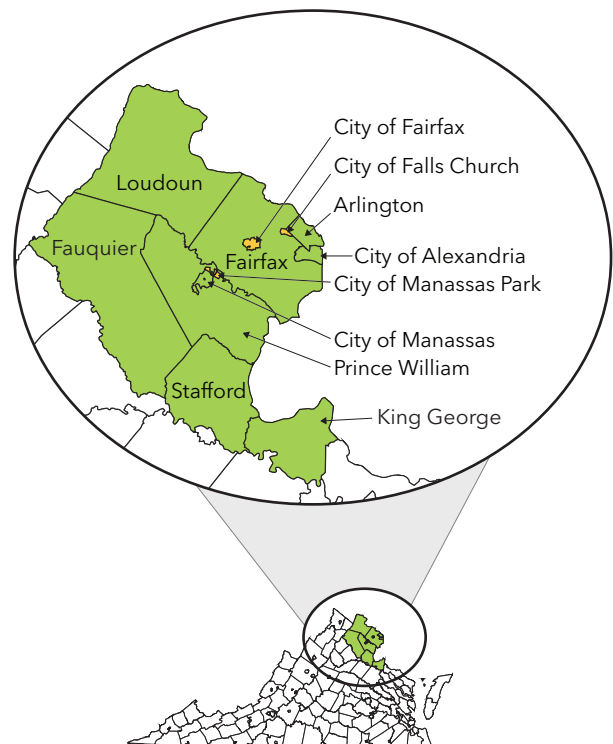 City of Fairfax
City of Falls Church
Loudoun
Arlington
Fauquier
Fairfax
City of Alexandria
City of Manassas Park
City of Manassas
Prince William
Stafford
King George